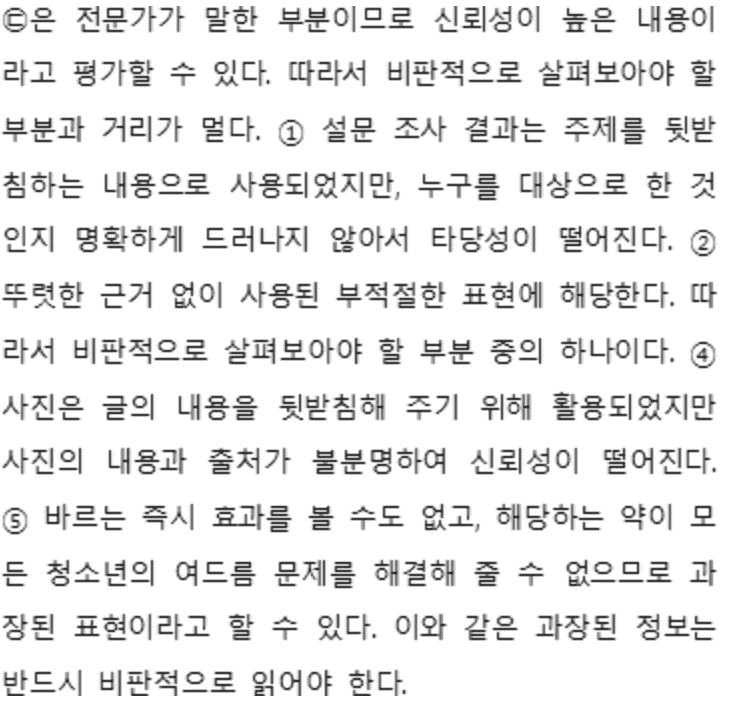 ㉢은 전문가가 말한 부분이므로 신뢰성이 높은 내용이
라고 평가할 수 있다. 따라서 비판적으로 살펴보아야 할
부분과 거리가 멀다. ① 설문 조사 결과는 주제를 뒷받
침하는 내용으로 사용되었지만, 누구를 대상으로 한 것
인지 명확하게 드러나지 않아서 타당성이 떨어진다. ②
뚜렷한 근거 없이 사용된 부적절한 표현에 해당한다. 따
라서 비판적으로 살펴보아야 할 부분 중의 하나이다. ④
사진은 글의 내용을 뒷받침해 주기 위해 활용되었지만
사진의 내용과 출처가 불분명하여 신뢰성이 떨어진다.
⑤ 바르는 즉시 효과를 볼 수도 없고, 해당하는 약이 모
든 청소년의 여드름 문제를 해결해 줄 수 없으므로 과
장된 표현이라고 할 수 있다. 이와 같은 과장된 정보는
반드시 비판적으로 읽어야 한다.